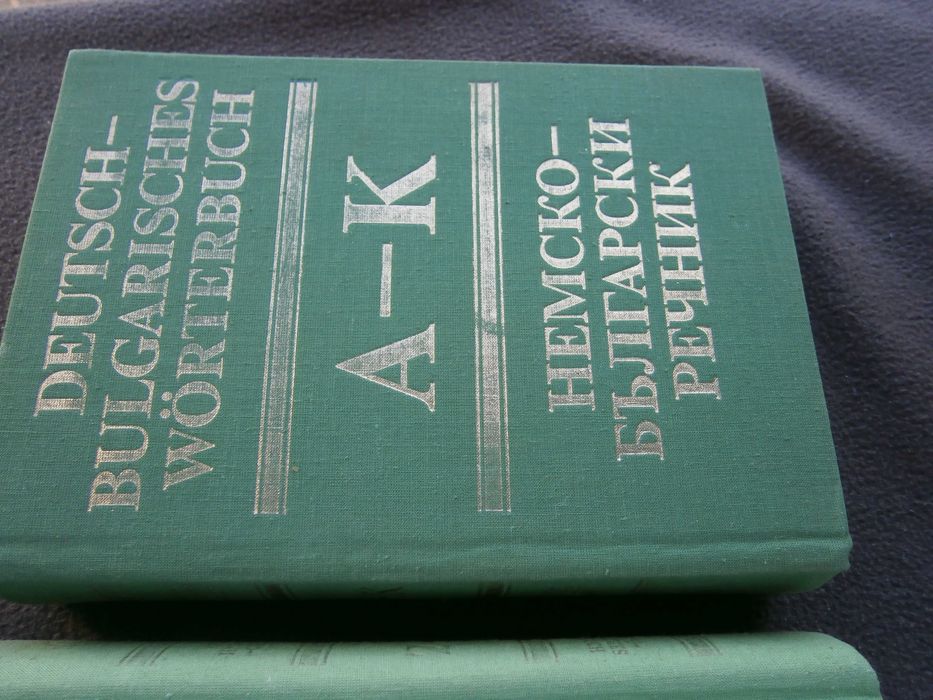 DEUTSCH–
BULGARISCHES
WÖRTERBUCH
A–K
НЕМСКО–
БЪЛГАРСКИ
РЕЧНИК